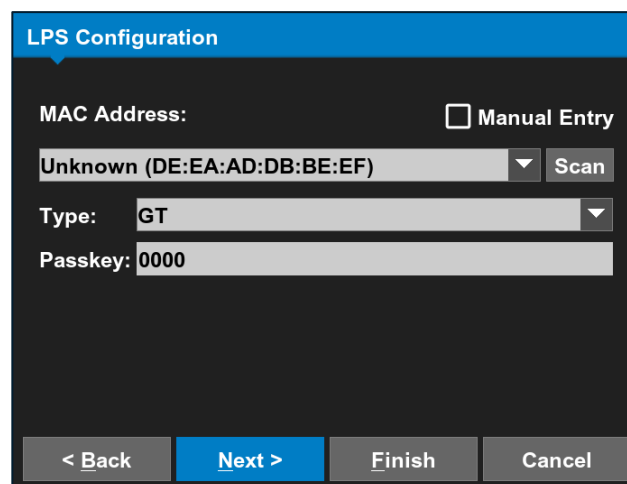 LPS Configuration
MAC Address:
Manual Entry
Unknown (DE:EA:AD:DB:BE:EF)
Scan
Type: GT
Passkey: 0000
< Back Next > Finish Cancel